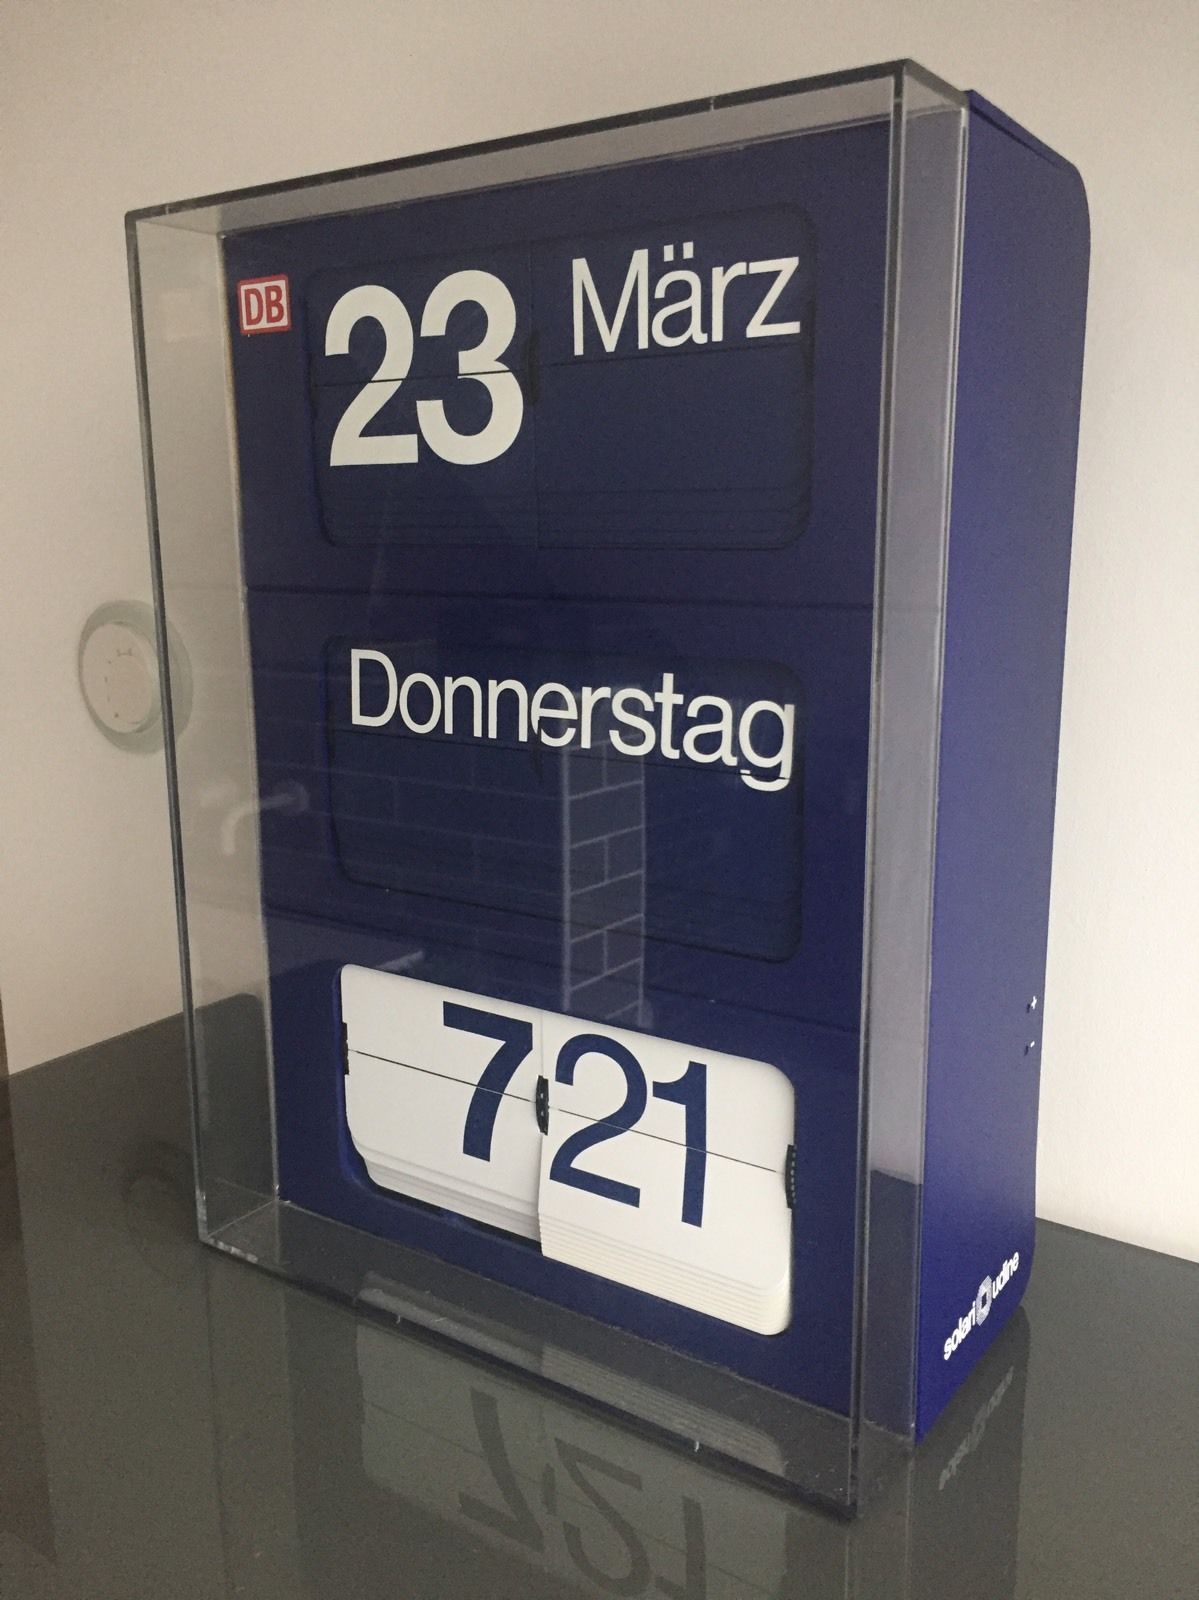 DB
23 März
Donnerstag
7 21
+
-
solari udine